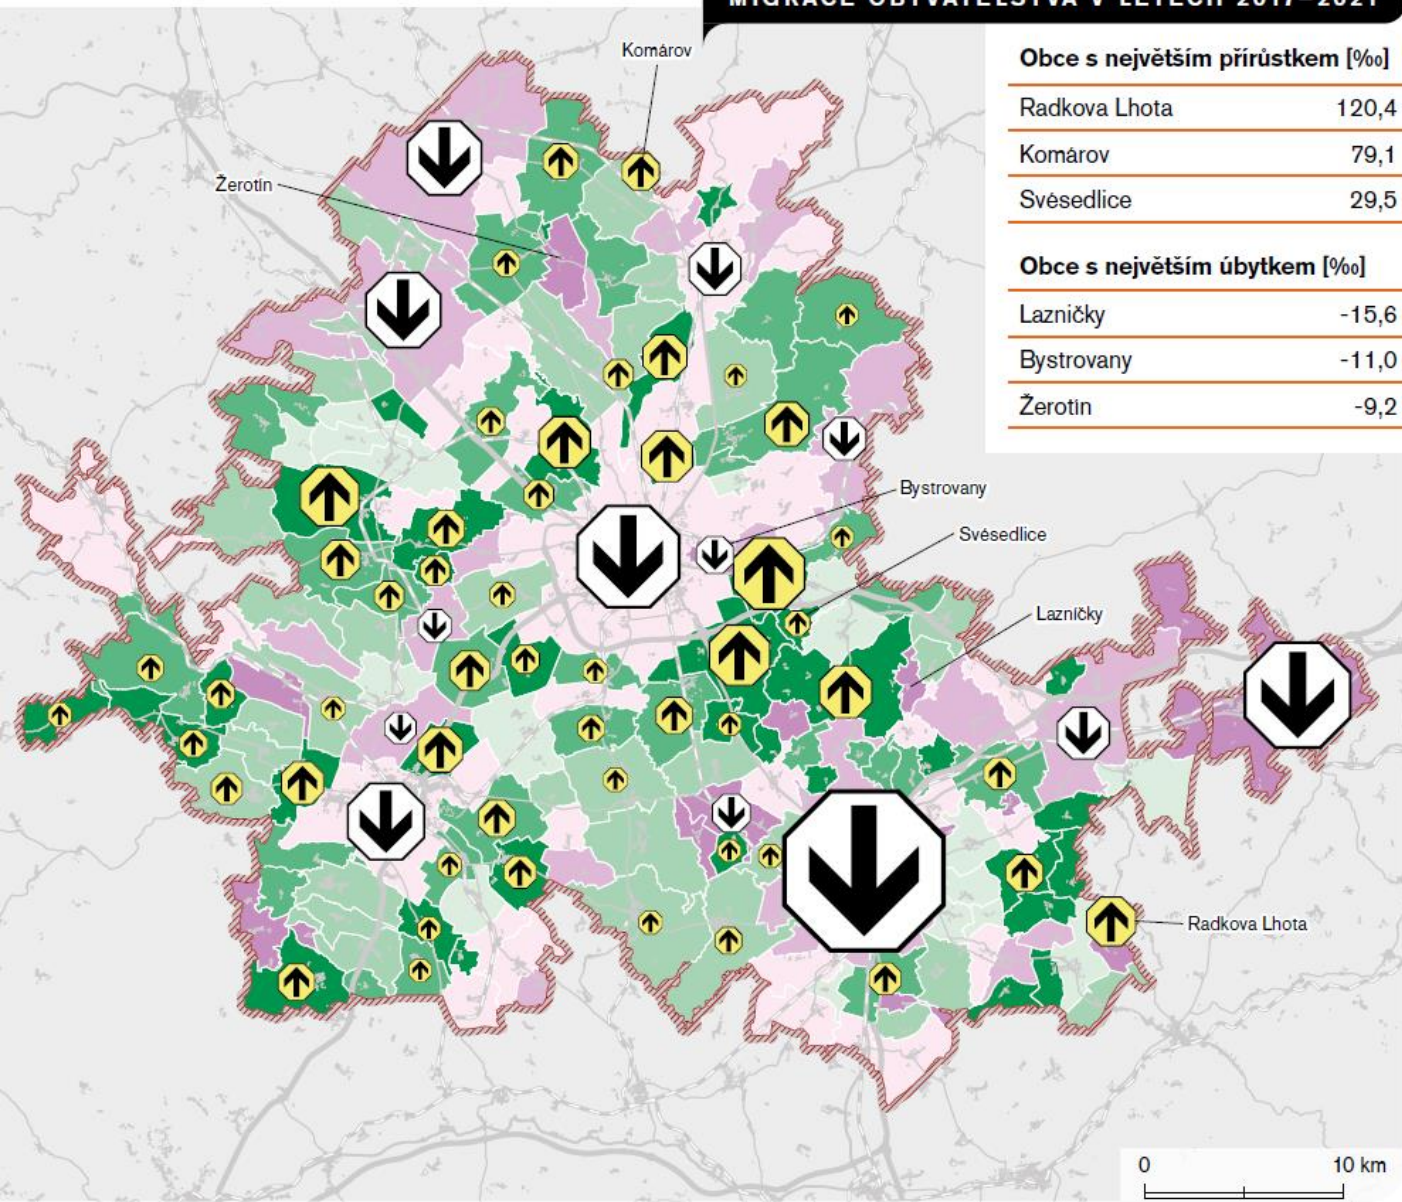 MIGRACE OBYVATELSTVA V LETECH 2017–2021
Komárov
Obce s největším přírůstkem [‰]
Radkova Lhota 120,4
Komárov 79,1
Svésedlice 29,5
Žerotín
Obce s největším úbytkem [‰]
Lazničky -15,6
Bystrovany -11,0
Žerotín -9,2
Bystrovany
Svésedlice
Lazníčky
Radkova Lhota
0 10 km